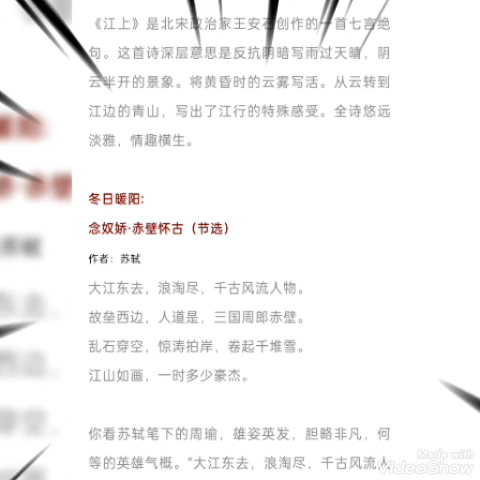 《江上》是北宋政治家王安石创作的一首七言绝
句。这首诗深层意思是反抗阴暗写雨过天晴，阴
云半开的景象。将黄昏时的云雾写活。从云转到
江边的青山，写出了江行的特殊感受。全诗悠远
淡雅，情趣横生。
冬日暖阳:
念奴娇·赤壁怀古（节选）
作者：苏轼
大江东去，浪淘尽，千古风流人物。
故垒西边，人道是，三国周郎赤壁。
乱石穿空，惊涛拍岸，卷起千堆雪。
江山如画，一时多少豪杰。
你看苏轼笔下的周瑜，雄姿英发，胆略非凡，何
等的英雄气概。“大江东去，浪淘尽，千古风流人
Made with
VideoShow